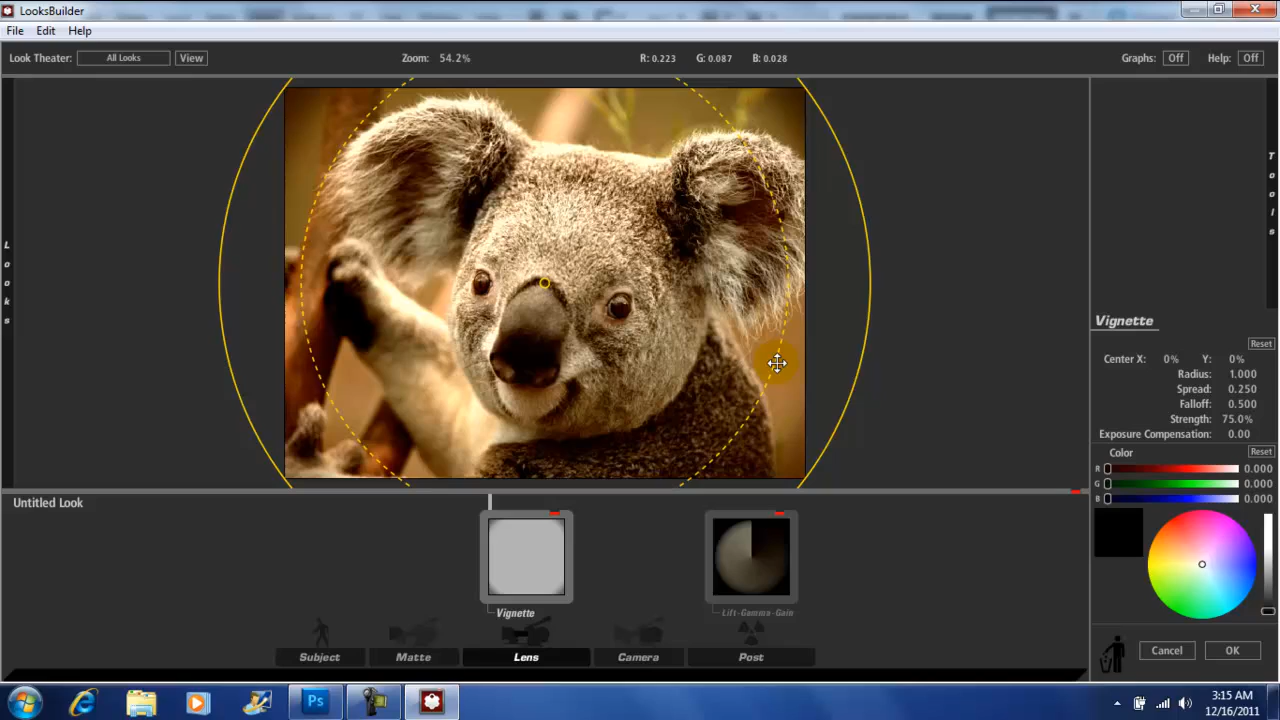 LooksBuilder
File Edit Help
Look Theater: All Looks View Zoom: 54.2% R: 0.223 G: 0.087 B: 0.028 Graphs: Off Help: Off
Looks
Tools
Vignette
Reset
Center X: 0% Y: 0%
Radius: 1.000
Spread: 0.250
Falloff: 0.500
Strength: 75.0%
Exposure Compensation: 0.00
Color Reset
R 0.000
G 0.000
B 0.000
Untitled Look
Vignette Lift-Gamma-Gain
Subject Matte Lens Camera Post
Cancel OK
Ps
3:15 AM
12/16/2011